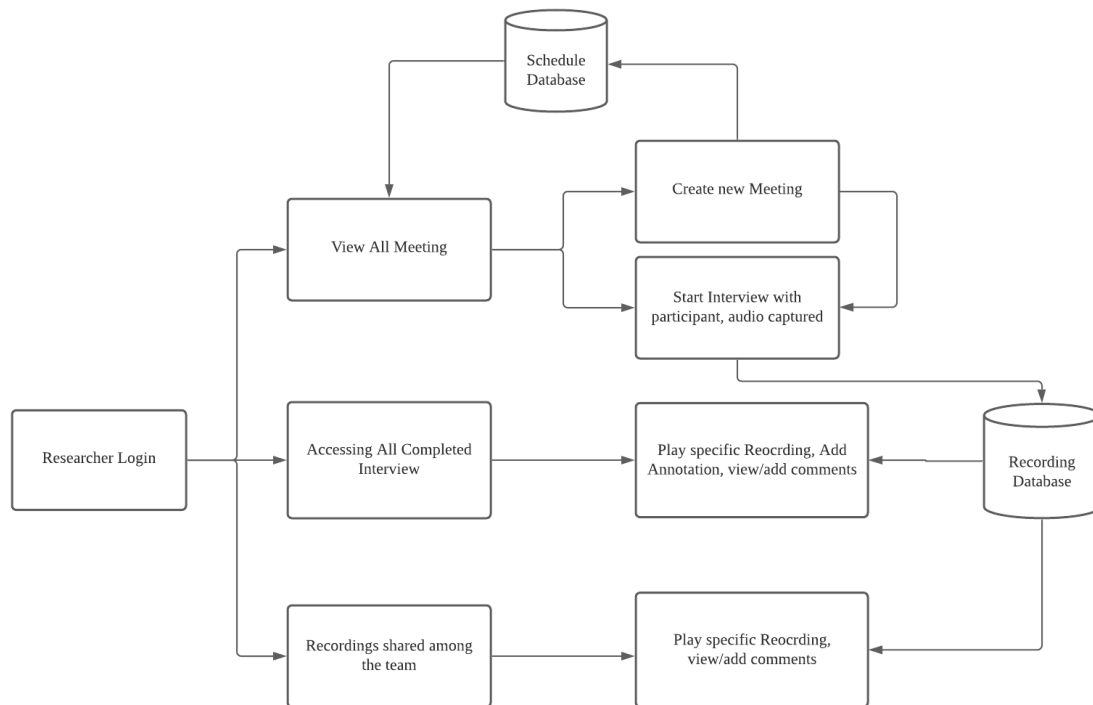 Schedule
Database
Create new Meeting
View All Meeting
Start Interview with
participant, audio captured
Researcher Login
Accessing All Completed
Interview
Play specific Reocrding, Add
Annotation, view/add comments
Recording
Database
Recordings shared among
the team
Play specific Reocrding,
view/add comments